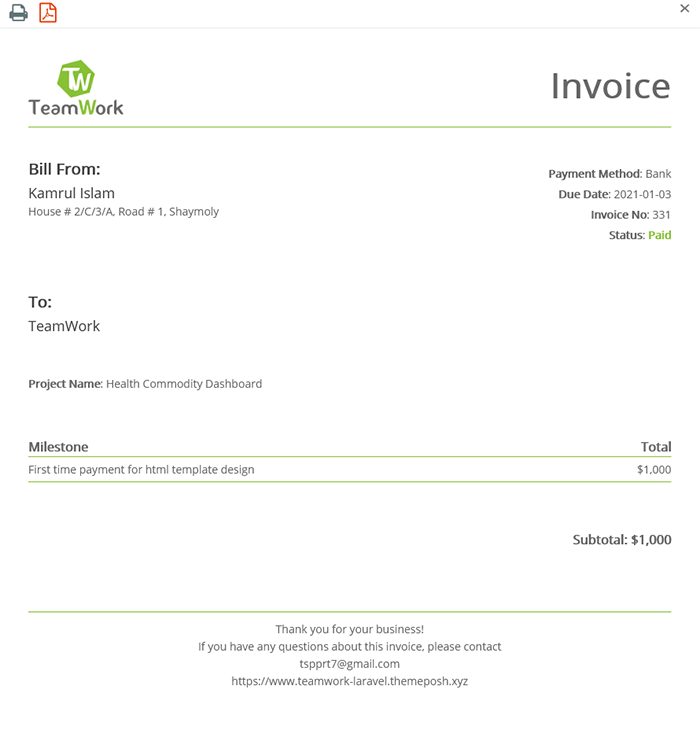 TW
TeamWork
Invoice
Bill From:
Kamrul Islam
House # 2/C/3/A, Road # 1, Shaymoly
Payment Method: Bank
Due Date: 2021-01-03
Invoice No: 331
Status: Paid
To:
TeamWork
Project Name: Health Commodity Dashboard
Milestone Total
First time payment for html template design $1,000
Subtotal: $1,000
Thank you for your business!
If you have any questions about this invoice, please contact
tspprt7@gmail.com
https://www.teamwork-laravel.themeposh.xyz